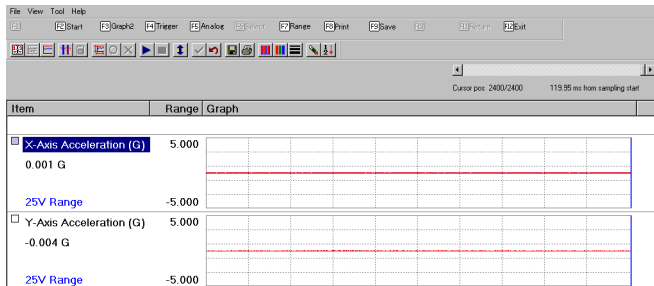 File View Tool Help
F1 F2 Start F3 Graph2 F4 Trigger F5 Analog F6 Select F7 Range F8 Print F9 Save F10 F11 Return F12 Exit
Cursor pos 2400/2400 119.95 ms from sampling start
Item Range Graph
X-Axis Acceleration (G) 5.000
0.001 G
25V Range -5.000
Y-Axis Acceleration (G) 5.000
-0.004 G
25V Range -5.000